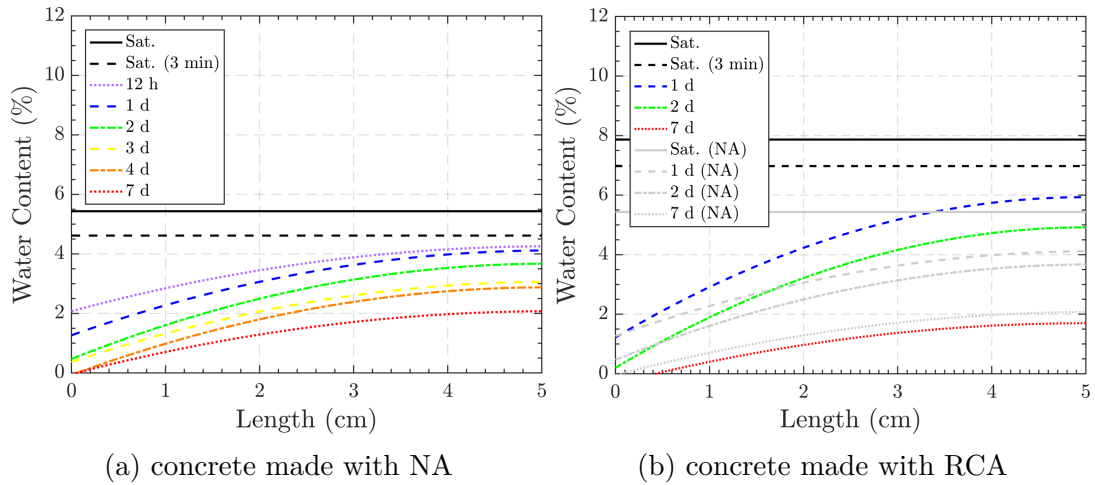 12
10
8
6
4
2
0
Water Content (%)
Sat.
Sat. (3 min)
12 h
1 d
2 d
3 d
4 d
7 d
0 1 2 3 4 5
Length (cm)
(a) concrete made with NA
12
10
8
6
4
2
0
Water Content (%)
Sat.
Sat. (3 min)
1 d
2 d
7 d
Sat. (NA)
1 d (NA)
2 d (NA)
7 d (NA)
0 1 2 3 4 5
Length (cm)
(b) concrete made with RCA